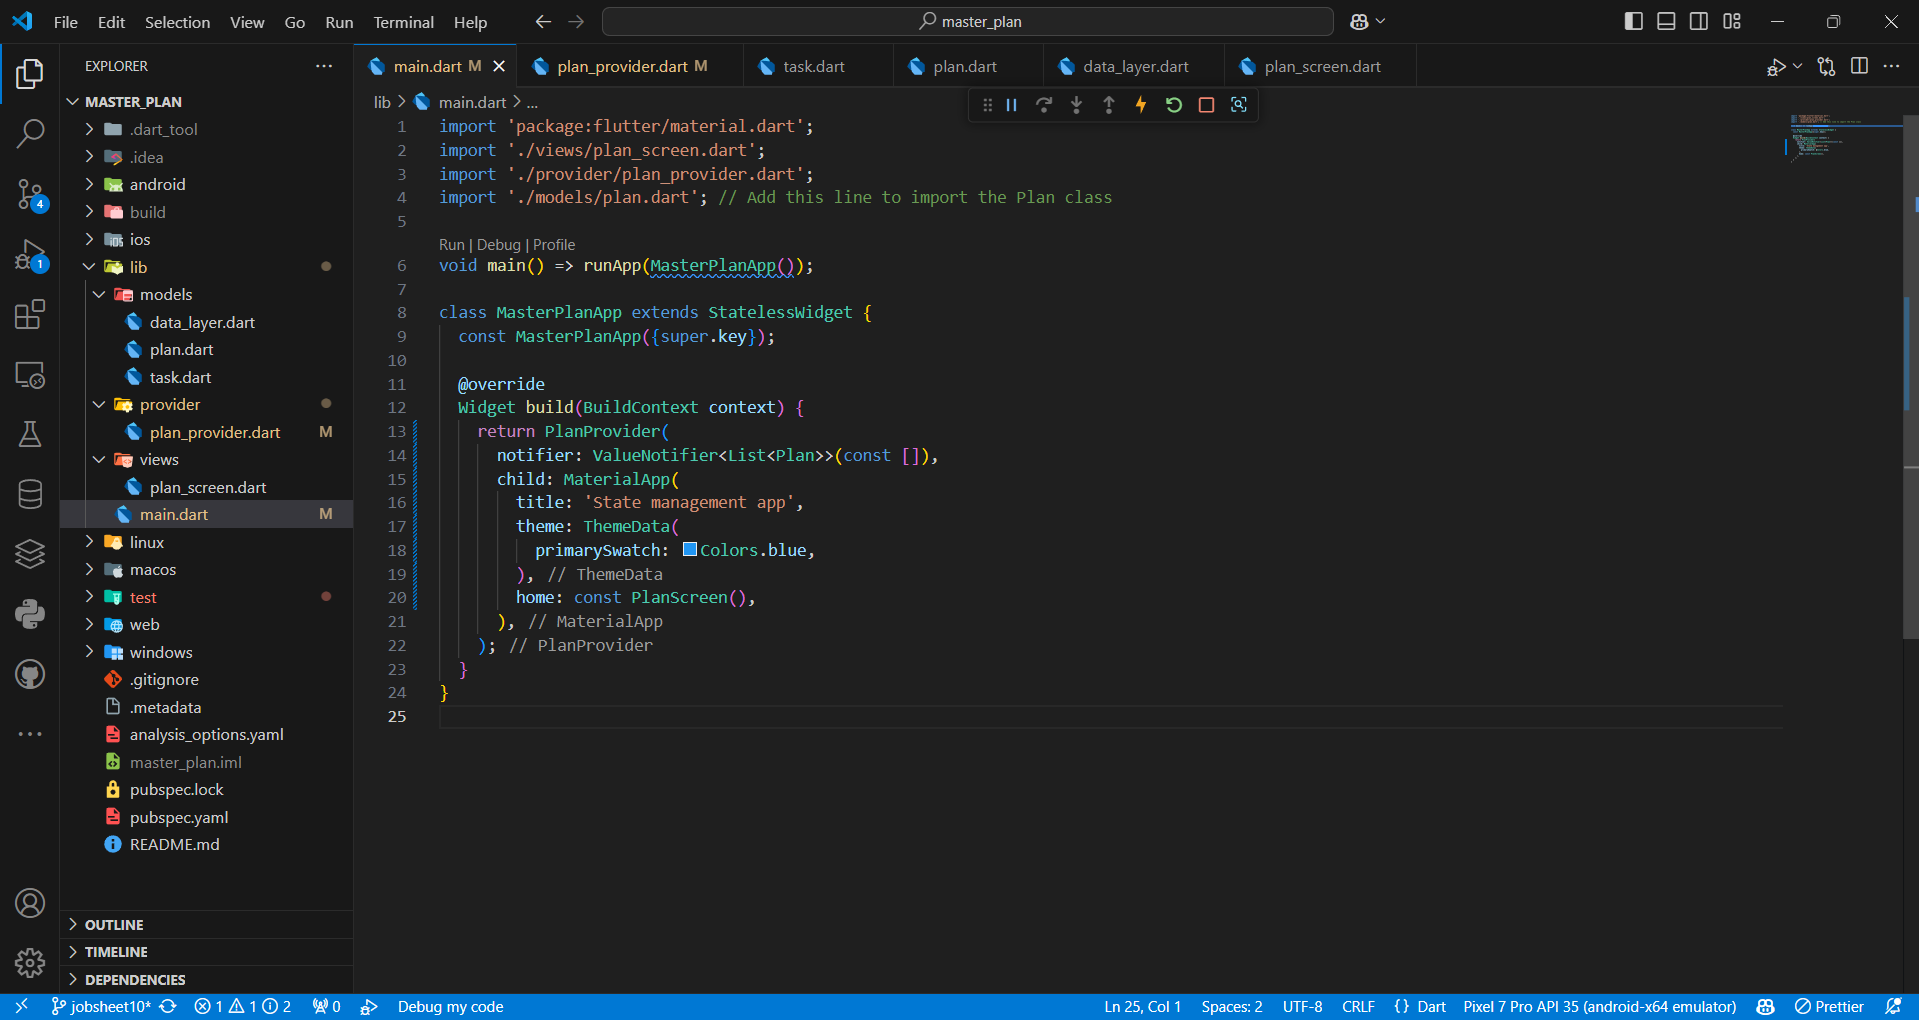 File Edit Selection View Go Run Terminal Help
master_plan
EXPLORER
MASTER_PLAN
.dart_tool
.idea
android
build
ios
lib
models
data_layer.dart
plan.dart
task.dart
provider
plan_provider.dart M
views
plan_screen.dart
main.dart M
linux
macos
test
web
windows
.gitignore
.metadata
analysis_options.yaml
master_plan.iml
pubspec.lock
pubspec.yaml
README.md
OUTLINE
TIMELINE
DEPENDENCIES
4
1
main.dart M plan_provider.dart M task.dart plan.dart data_layer.dart plan_screen.dart
lib > main.dart > ...
1 import 'package:flutter/material.dart';
2 import './views/plan_screen.dart';
3 import './provider/plan_provider.dart';
4 import './models/plan.dart'; // Add this line to import the Plan class
5
Run | Debug | Profile
6 void main() => runApp(MasterPlanApp());
7
8 class MasterPlanApp extends StatelessWidget {
9 const MasterPlanApp({super.key});
10
11 @override
12 Widget build(BuildContext context) {
13 return PlanProvider(
14 notifier: ValueNotifier<List<Plan>>(const []),
15 child: MaterialApp(
16 title: 'State management app',
17 theme: ThemeData(
18 primarySwatch: Colors.blue,
19 ), // ThemeData
20 home: const PlanScreen(),
21 ), // MaterialApp
22 ); // PlanProvider
23 }
24 }
25
jobsheet10* 1 1 2 0 Debug my code Ln 25, Col 1 Spaces: 2 UTF-8 CRLF {} Dart Pixel 7 Pro API 35 (android-x64 emulator) Prettier